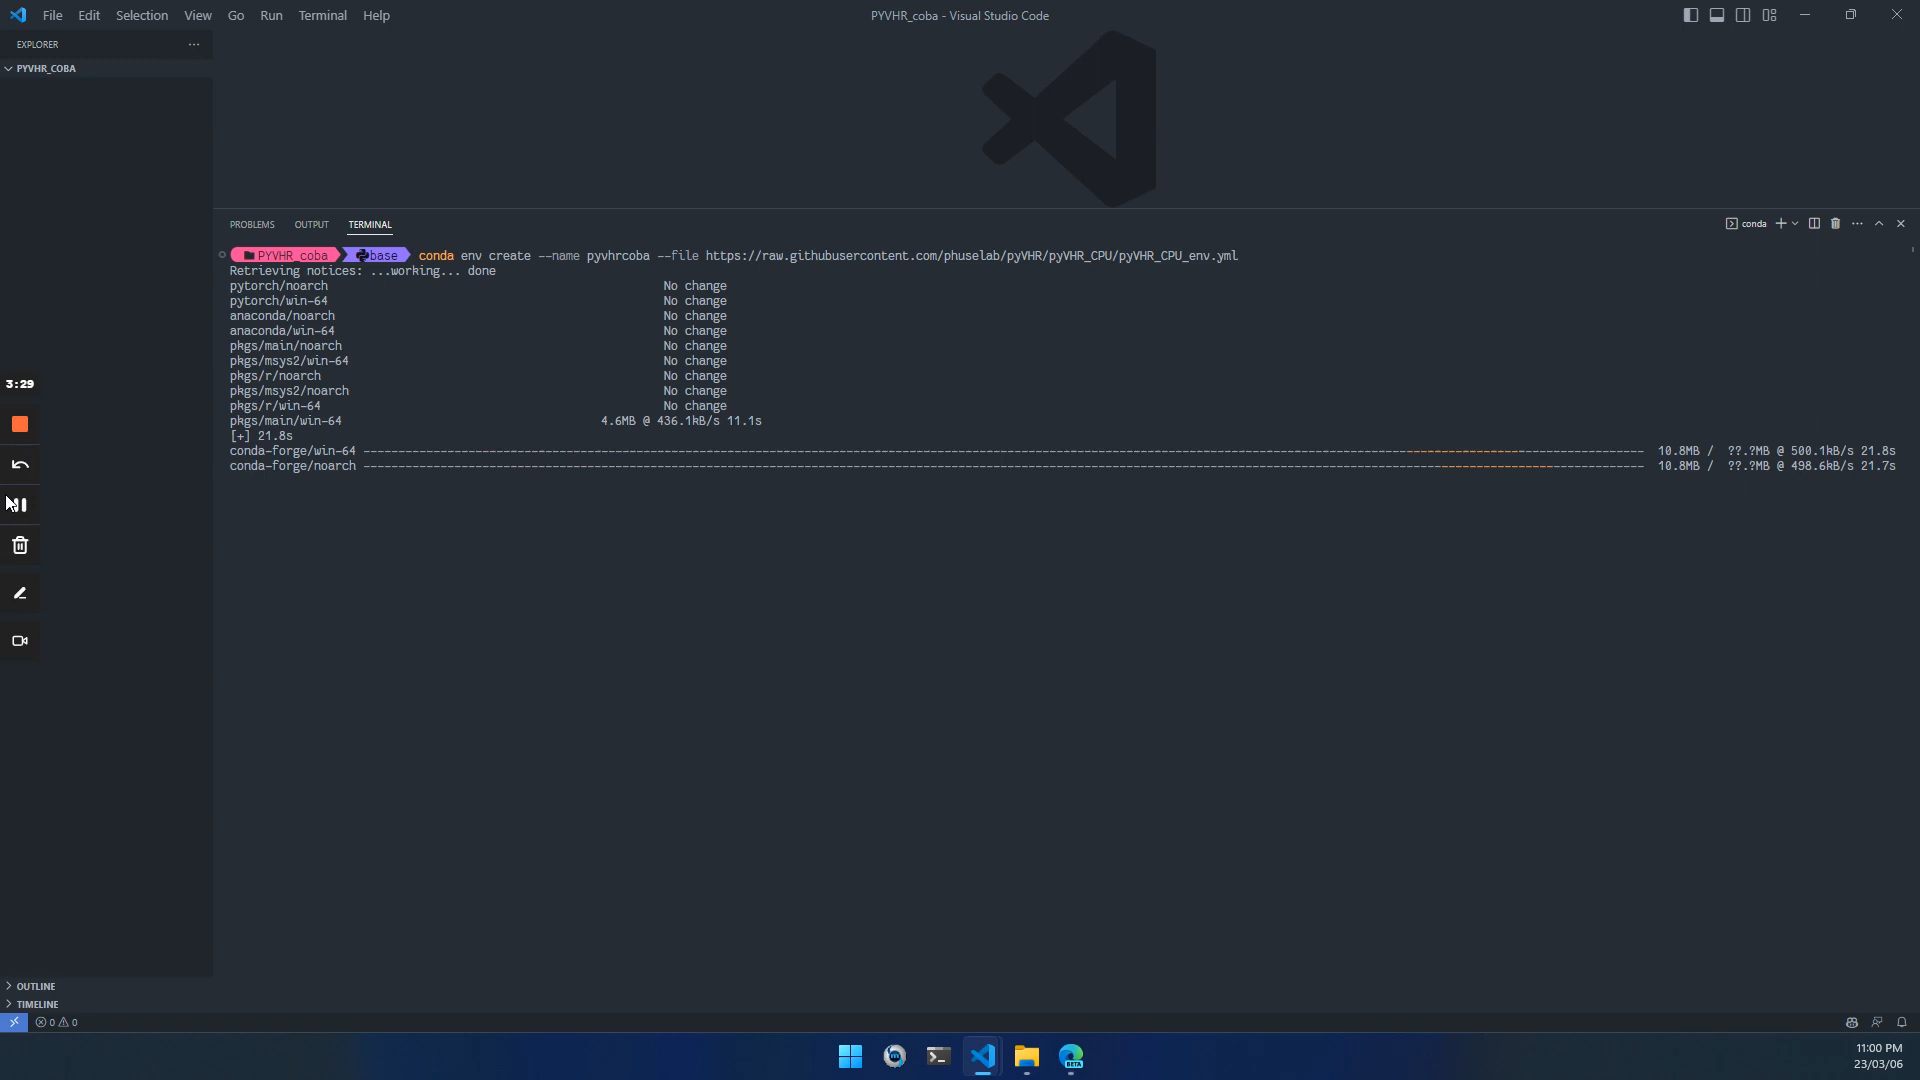 File Edit Selection View Go Run Terminal Help
PYVHR_coba - Visual Studio Code
EXPLORER
PYVHR_COBA
PROBLEMS OUTPUT TERMINAL
conda
PYVHR_coba base conda env create --name pyvhrcoba --file https://raw.githubusercontent.com/phuselab/pyVHR/pyVHR_CPU/pyVHR_CPU_env.yml
Retrieving notices: ...working... done
pytorch/noarch No change
pytorch/win-64 No change
anaconda/noarch No change
anaconda/win-64 No change
pkgs/main/noarch No change
pkgs/msys2/win-64 No change
pkgs/r/noarch No change
pkgs/msys2/noarch No change
pkgs/r/win-64 No change
pkgs/main/win-64 4.6MB @ 436.1kB/s 11.1s
[+] 21.8s
conda-forge/win-64 10.8MB / ??.?MB @ 500.1kB/s 21.8s
conda-forge/noarch 10.8MB / ??.?MB @ 498.6kB/s 21.7s
3:29
OUTLINE
TIMELINE
0 0
BETA
11:00 PM
23/03/06